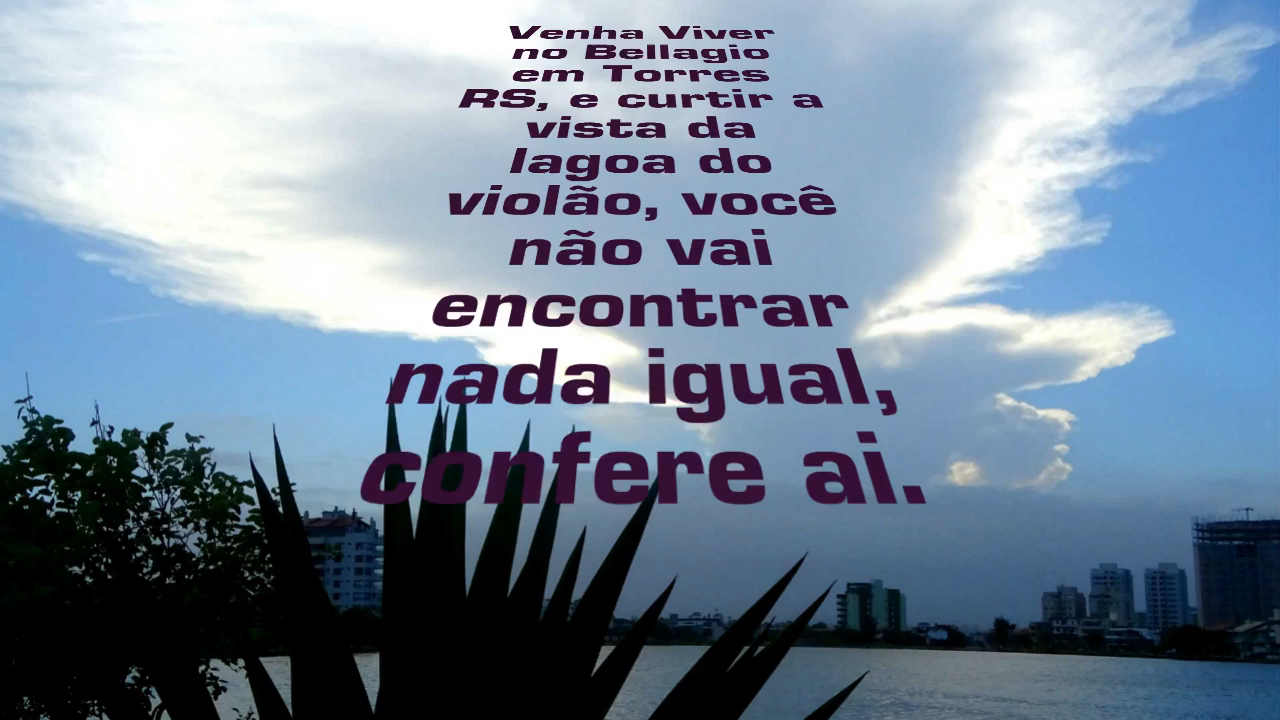 Venha Viver
no Bellagio
em Torres
RS, e curtir a
vista da
lagoa do
violão, você
não vai
encontrar
nada igual,
confere ai.